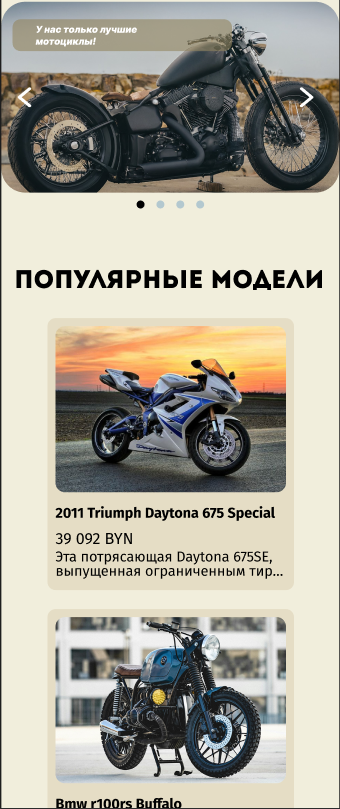 У нас только лучшие
мотоциклы!
ПОПУЛЯРНЫЕ МОДЕЛИ
2011 Triumph Daytona 675 Special
39 092 BYN
Эта потрясающая Daytona 675SE,
выпущенная ограниченным тир...
Bmw r100rs Buffalo